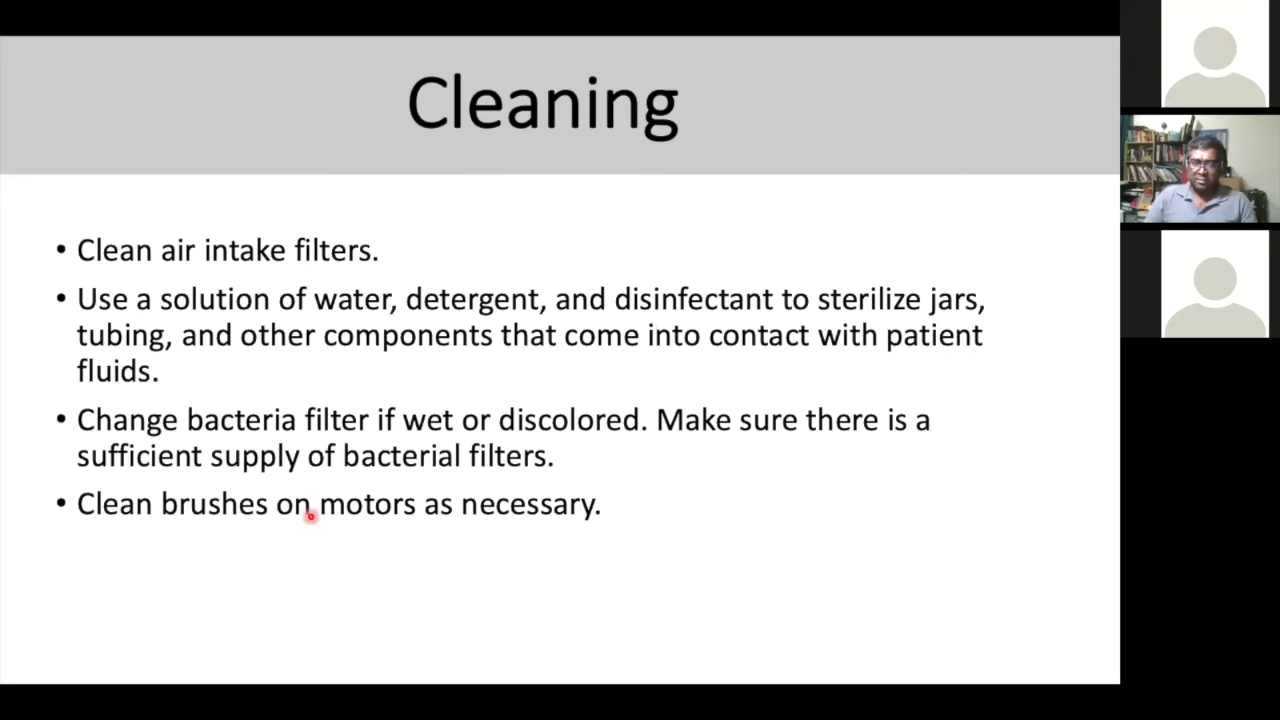 Cleaning
• Clean air intake filters.
• Use a solution of water, detergent, and disinfectant to sterilize jars,
tubing, and other components that come into contact with patient
fluids.
• Change bacteria filter if wet or discolored. Make sure there is a
sufficient supply of bacterial filters.
• Clean brushes on motors as necessary.